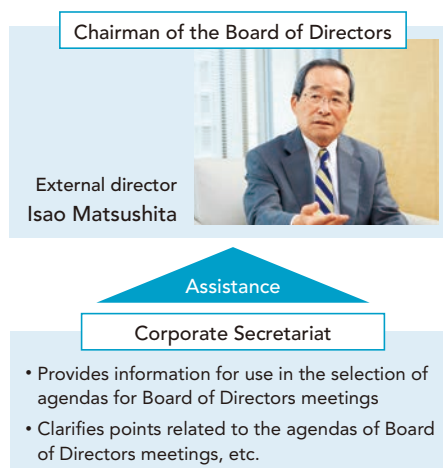 Chairman of the Board of Directors
External director
Isao Matsushita
Assistance
Corporate Secretariat
• Provides information for use in the selection of
agendas for Board of Directors meetings
• Clarifies points related to the agendas of Board
of Directors meetings, etc.